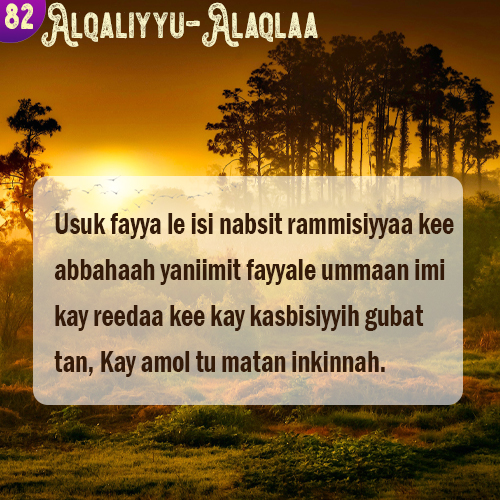 82
Alqaliyyu-Alaqlaa
Usuk fayya le isi nabsit rammisiyyaa kee
abbahaah yaniimit fayyale ummaan imi
kay reedaa kee kay kasbisiyyih gubat
tan, Kay amol tu matan inkinnah.